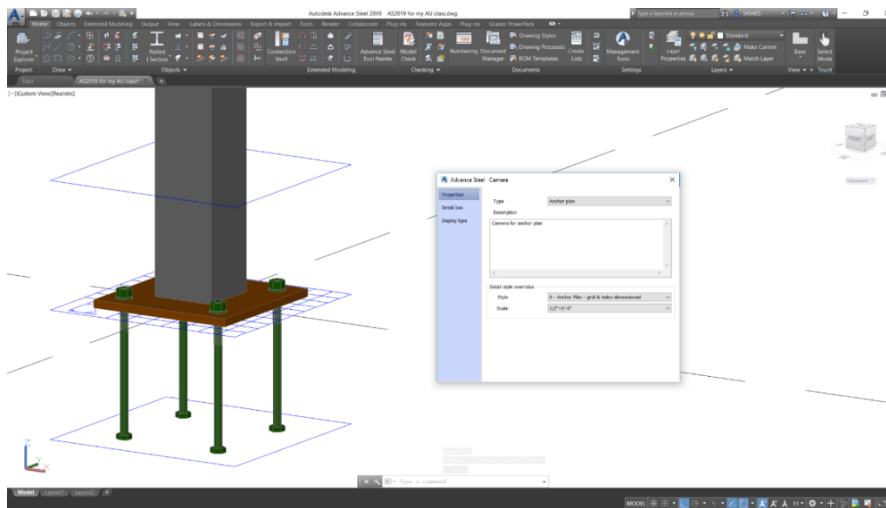 Autodesk Advance Steel 2019 AS2019 for my AU class.dwg
Type a keyword or phrase
Home Objects Extended Modeling Output View Labels & Dimensions Export & Import Tools Render Collaborate Plug-ins Featured Apps Plug-ins Graitec PowerPack
Project Explorer
Rolled I Section
Connection Vault
Advance Steel Tool Palette
Model Check
Numbering
Document Manager
Drawing Styles
Drawing Processes
BOM Templates
Create Lists
Management Tools
Layer Properties
Standard
Make Current
Match Layer
Base
Select Mode
Project Draw Objects Extended Modeling Checking Documents Settings Layers View Touch
Start AS2019 for my AU class*
[-][Custom View][Realistic]
FRONT
Advance Steel Camera
Properties
Detail box
Display type
Type Anchor plan
Description
Camera for anchor plan
Detail style overrides
Style 3 - Anchor Plan - grid & holes dimensional
Scale 1/2"=1'-0"
Z
Y
X
Type a command
Model Layout1 Layout2 +
MODEL